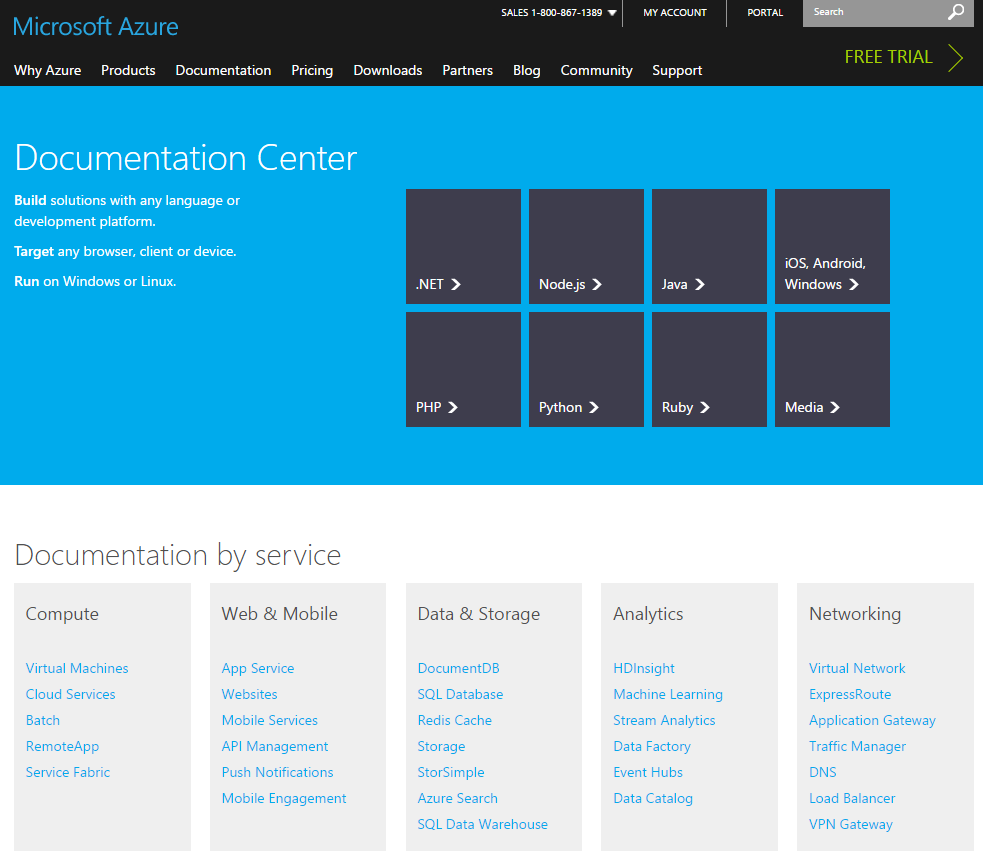 SALES 1-800-867-1389
MY ACCOUNT
PORTAL
Search
Microsoft Azure
FREE TRIAL
Why Azure
Products
Documentation
Pricing
Downloads
Partners
Blog
Community
Support
Documentation Center
Build solutions with any language or
development platform.
Target any browser, client or device.
Run on Windows or Linux.
.NET
Node.js
Java
iOS, Android,
Windows
PHP
Python
Ruby
Media
Documentation by service
Compute
Virtual Machines
Cloud Services
Batch
RemoteApp
Service Fabric
Web & Mobile
App Service
Websites
Mobile Services
API Management
Push Notifications
Mobile Engagement
Data & Storage
DocumentDB
SQL Database
Redis Cache
Storage
StorSimple
Azure Search
SQL Data Warehouse
Analytics
HDInsight
Machine Learning
Stream Analytics
Data Factory
Event Hubs
Data Catalog
Networking
Virtual Network
ExpressRoute
Application Gateway
Traffic Manager
DNS
Load Balancer
VPN Gateway